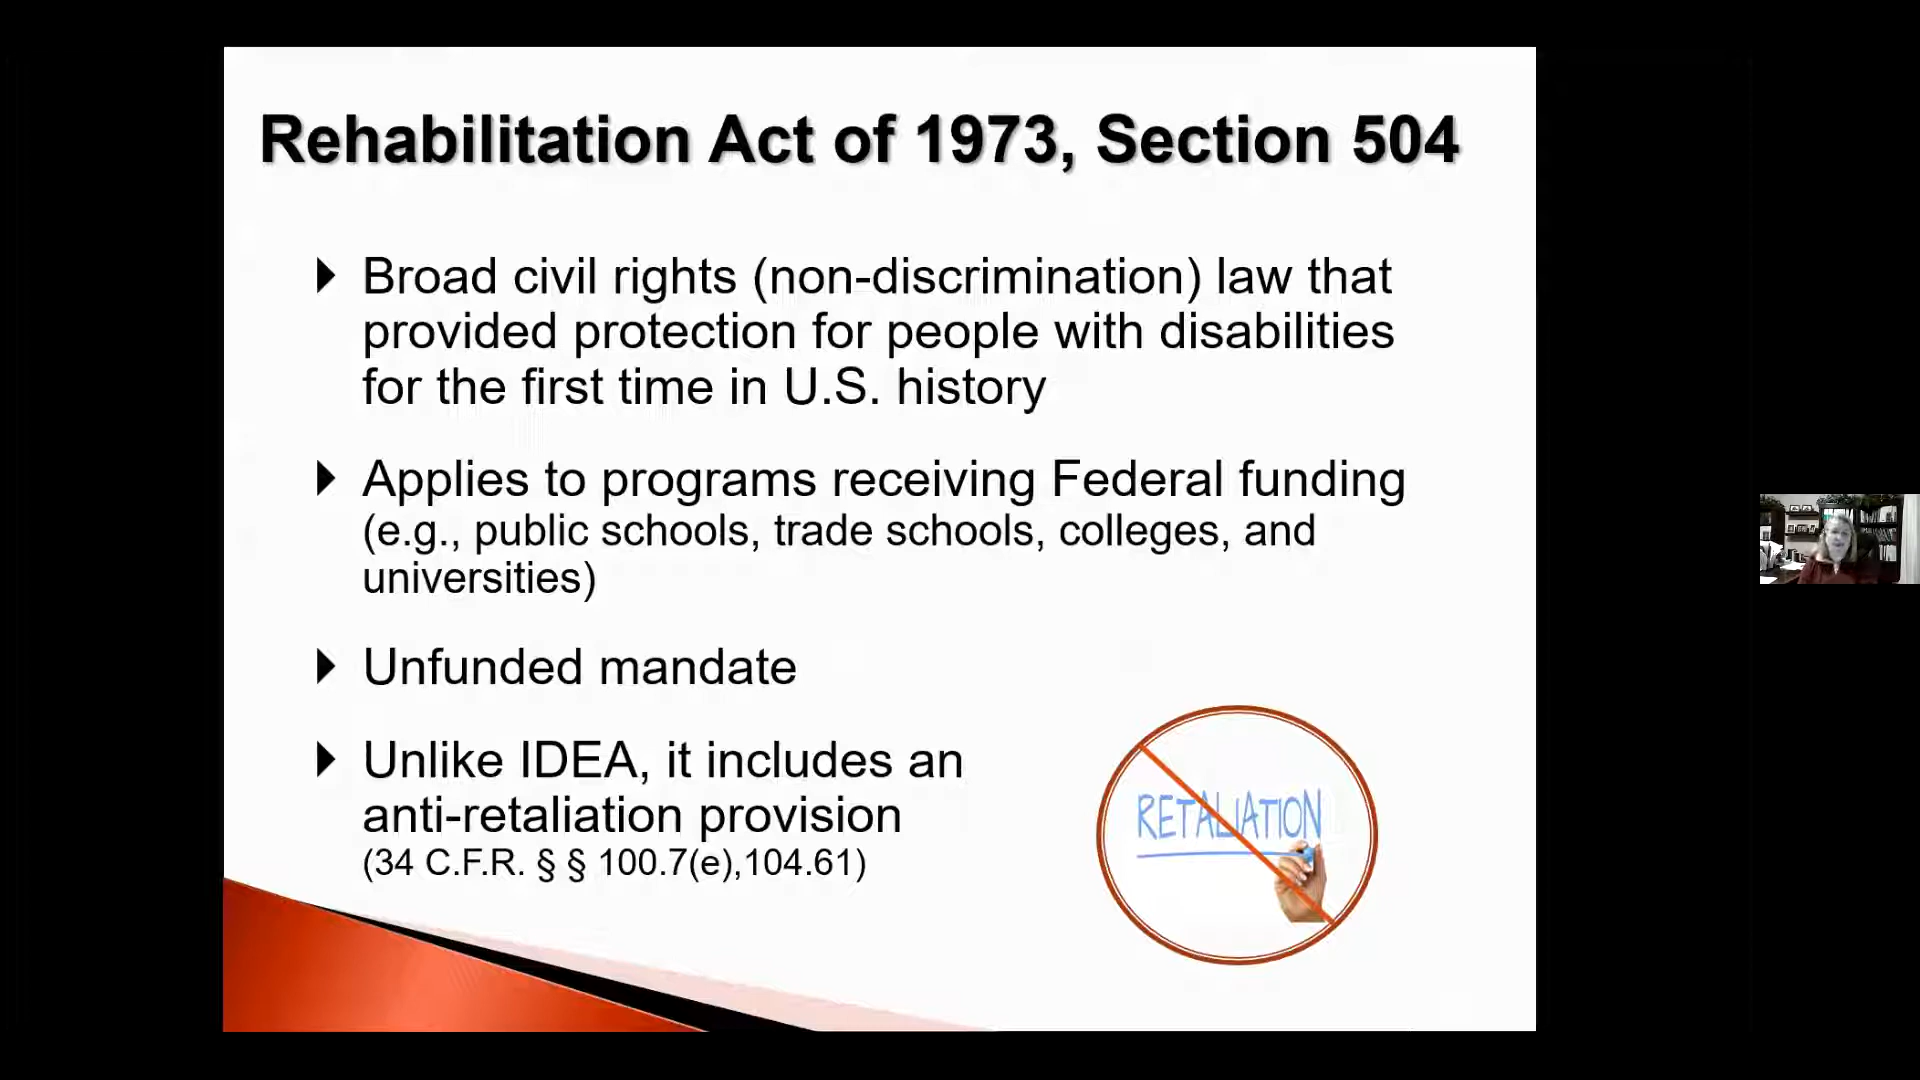 Rehabilitation Act of 1973, Section 504
Broad civil rights (non-discrimination) law that
provided protection for people with disabilities
for the first time in U.S. history
Applies to programs receiving Federal funding
(e.g., public schools, trade schools, colleges, and
universities)
Unfunded mandate
Unlike IDEA, it includes an
anti-retaliation provision
(34 C.F.R. § § 100.7(e),104.61)
RETALIATION